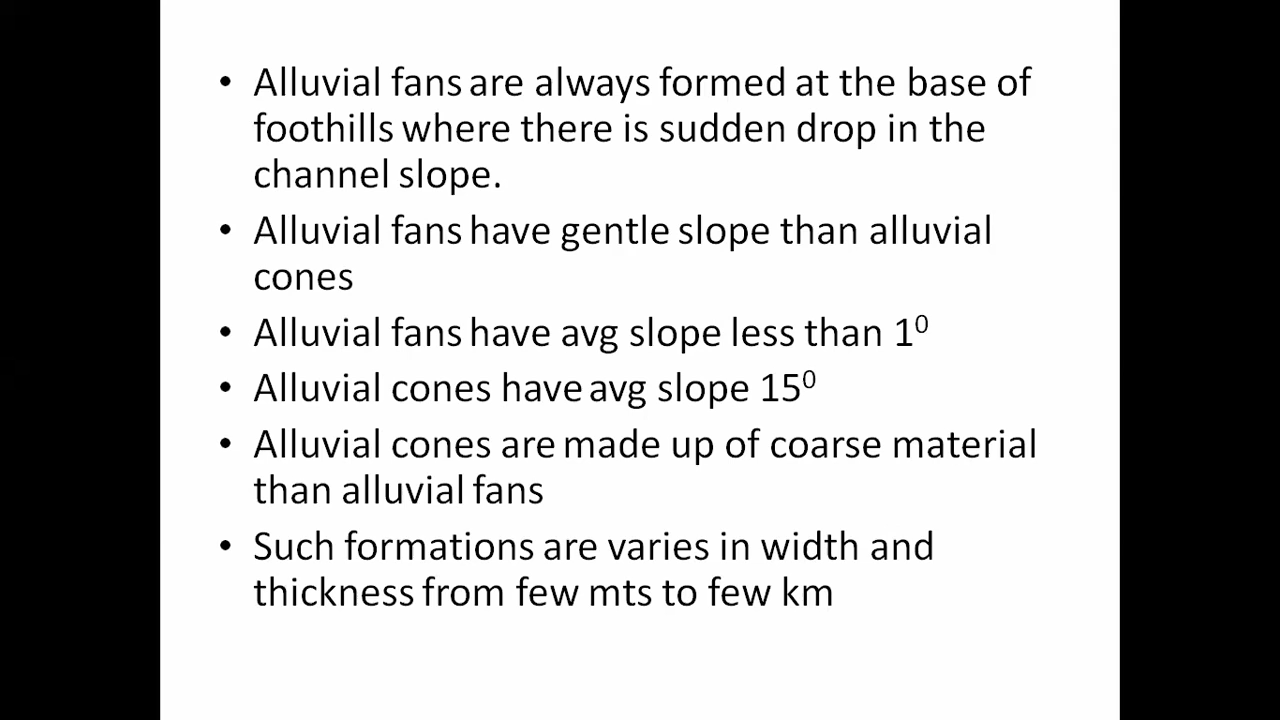 • Alluvial fans are always formed at the base of
foothills where there is sudden drop in the
channel slope.
• Alluvial fans have gentle slope than alluvial
cones
• Alluvial fans have avg slope less than 1⁰
• Alluvial cones have avg slope 15⁰
• Alluvial cones are made up of coarse material
than alluvial fans
• Such formations are varies in width and
thickness from few mts to few km